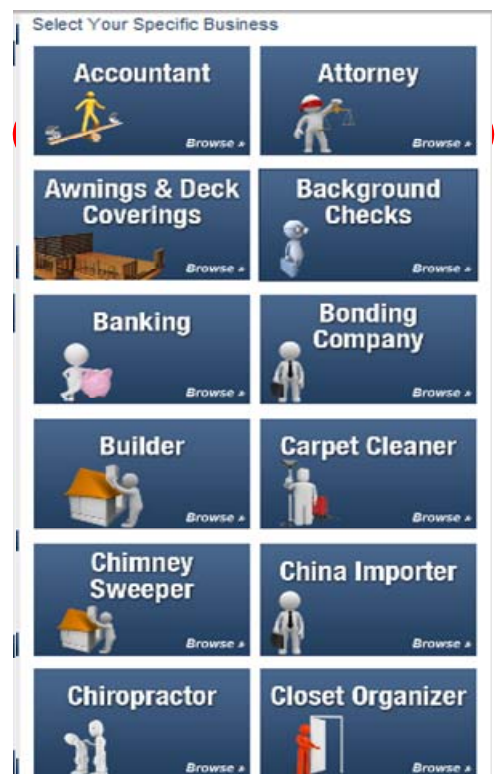 Select Your Specific Business
Accountant
Browse »
Attorney
Browse »
Awnings & Deck
Coverings
Browse »
Background
Checks
Browse »
Banking
Browse »
Bonding
Company
Browse »
Builder
Browse »
Carpet Cleaner
Browse »
Chimney
Sweeper
Browse »
China Importer
Browse »
Chiropractor
Browse »
Closet Organizer
Browse »